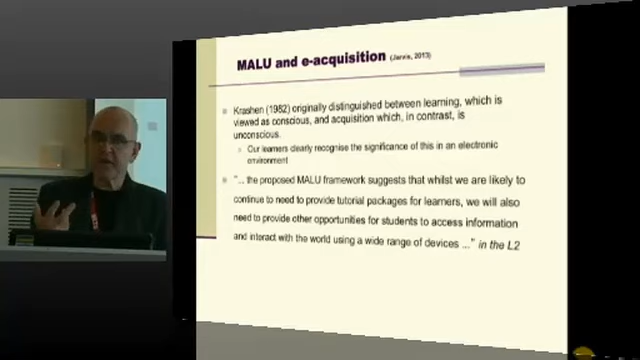 MALU and e-acquisition (Jarvis, 2013)
Krashen (1982) originally distinguished between learning, which is
viewed as conscious, and acquisition which, in contrast, is
unconscious.
Our learners clearly recognise the significance of this in an electronic
environment
".. the proposed MALU framework suggests that whilst we are likely to
continue to need to provide tutorial packages for learners, we will also
need to provide other opportunities for students to access information
and interact with the world using a wide range of devices ..." in the L2